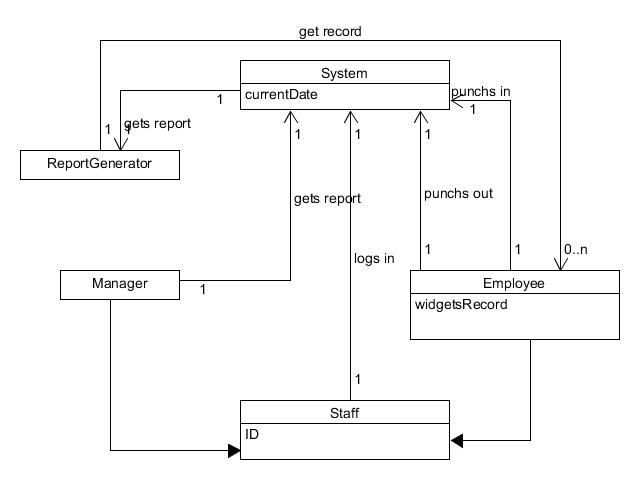 get record
System
currentDate
punchs in
1
1
1
1
gets report
1
1
1
ReportGenerator
punchs out
gets report
logs in
1
1
0..n
Manager
1
Employee
widgetsRecord
1
Staff
ID